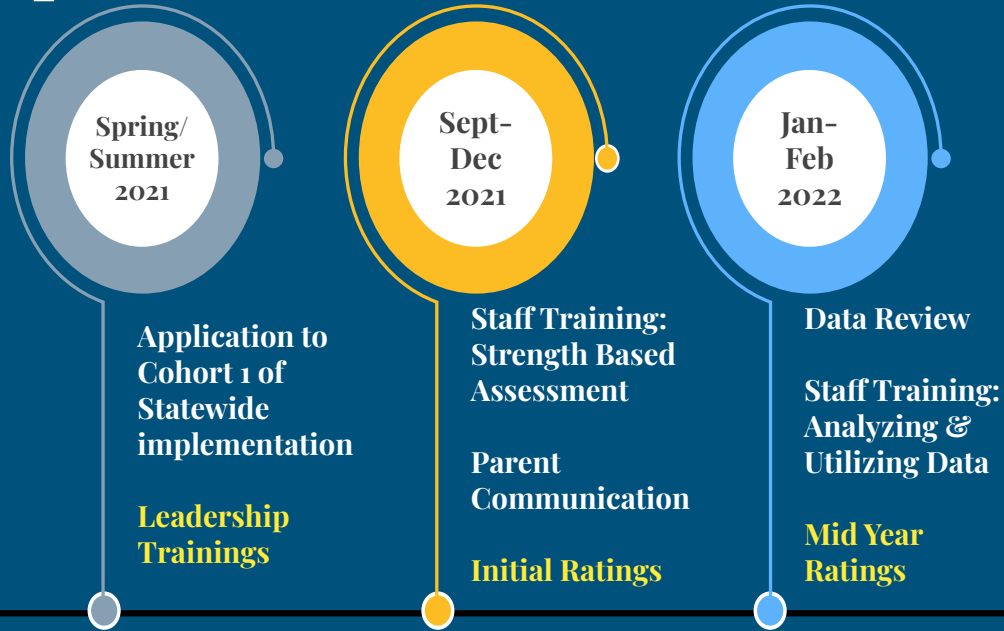 Spring/
Summer
2021
Application to
Cohort 1 of
Statewide
implementation
Leadership
Trainings
Sept-
Dec
2021
Staff Training:
Strength Based
Assessment
Parent
Communication
Initial Ratings
Jan-
Feb
2022
Data Review
Staff Training:
Analyzing &
Utilizing Data
Mid Year
Ratings